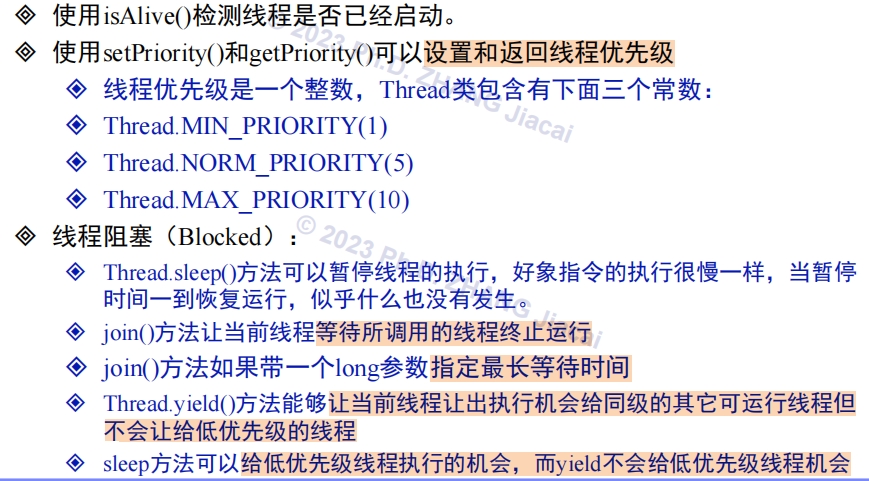 使用isAlive()检测线程是否已经启动。
使用setPriority()和getPriority()可以设置和返回线程优先级
线程优先级是一个整数，Thread类包含有下面三个常数：
Thread.MIN_PRIORITY(1)
Thread.NORM_PRIORITY(5)
Thread.MAX_PRIORITY(10)
线程阻塞（Blocked）：
Thread.sleep()方法可以暂停线程的执行，好象指令的执行很慢一样，当暂停
时间一到恢复运行，似乎什么也没有发生。
join()方法让当前线程等待所调用的线程终止运行
join()方法如果带一个long参数指定最长等待时间
Thread.yield()方法能够让当前线程让出执行机会给同级的其它可运行线程但
不会让给低优先级的线程
sleep方法可以给低优先级线程执行的机会，而yield不会给低优先级线程机会
© 2023 Ph.D. ZHANG Jiacai
© 2023 Ph.D. ZHANG Jiacai